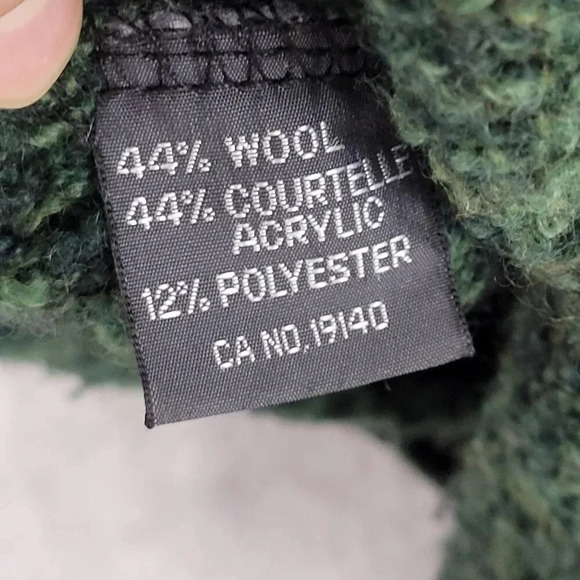 44% WOOL
44% COURTELLE
ACRYLIC
12% POLYESTER
CA NO. 19140